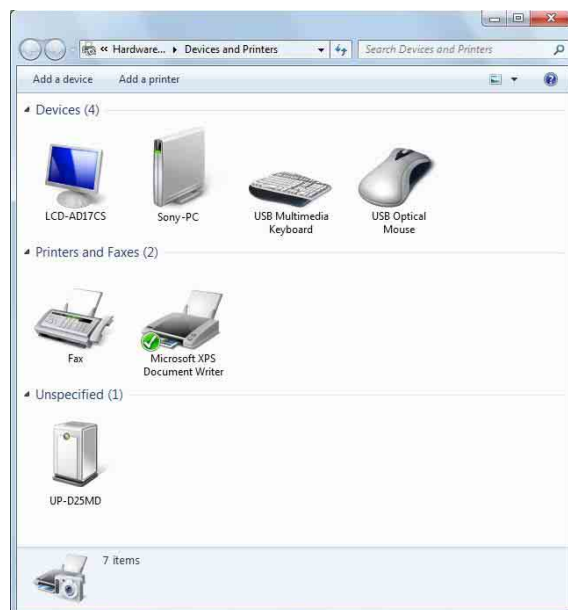 « Hardware... ▸ Devices and Printers
Search Devices and Printers
Add a device Add a printer
Devices (4)
LCD-AD17CS Sony-PC USB Multimedia Keyboard USB Optical Mouse
Printers and Faxes (2)
Fax Microsoft XPS Document Writer
Unspecified (1)
UP-D25MD
7 items